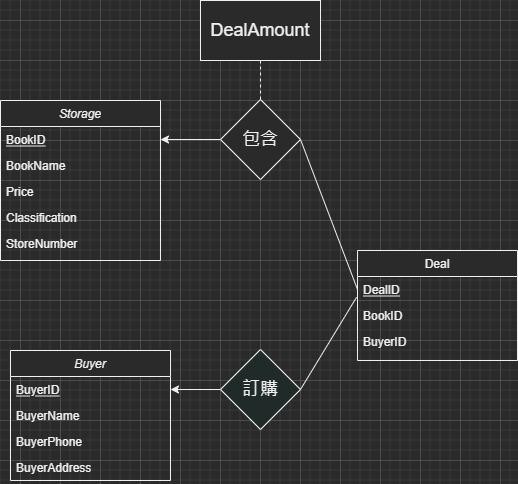 DealAmount
Storage
BookID
BookName
Price
Classification
StoreNumber
包含
Deal
DealID
BookID
BuyerID
Buyer
BuyerID
BuyerName
BuyerPhone
BuyerAddress
訂購